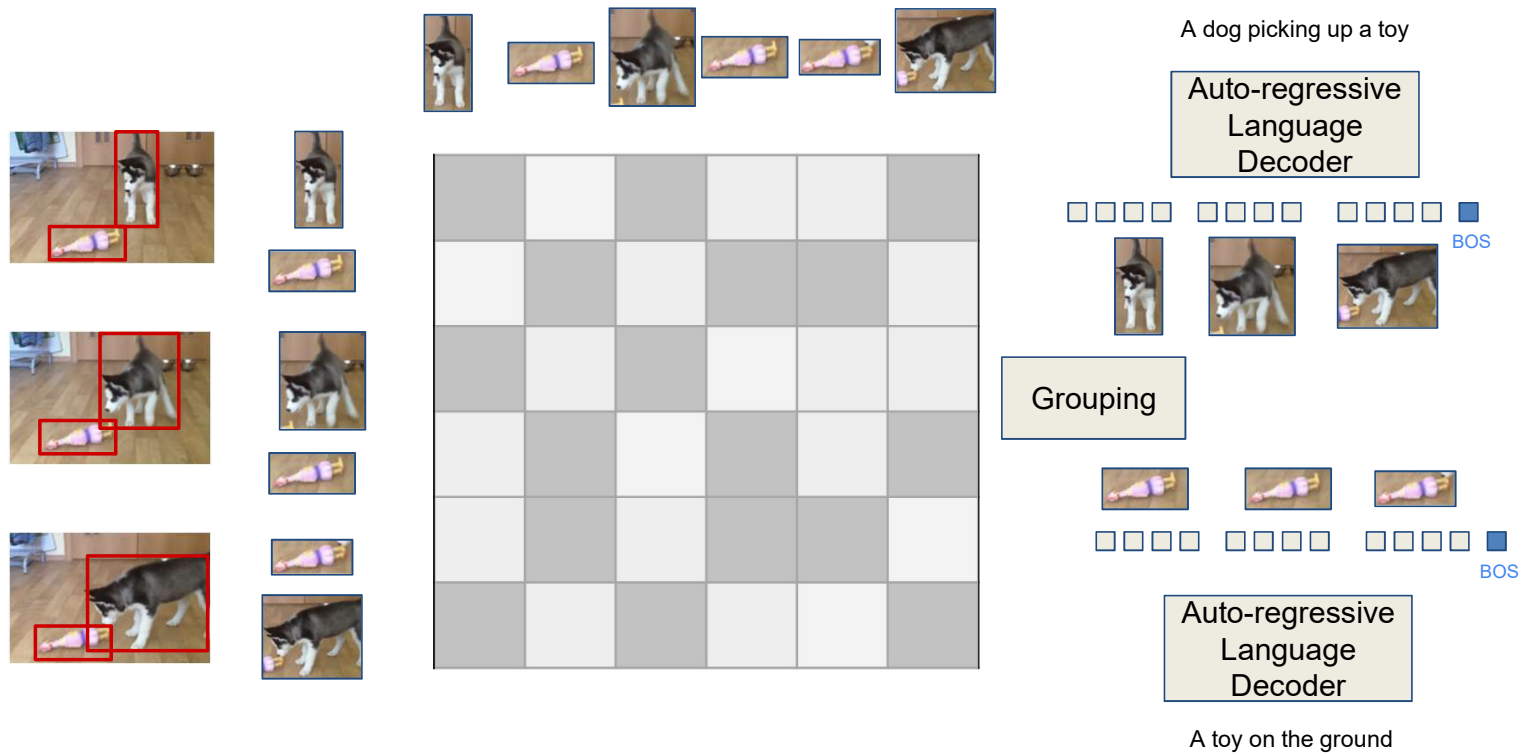 A dog picking up a toy
Auto-regressive
Language
Decoder
BOS
Grouping
BOS
Auto-regressive
Language
Decoder
A toy on the ground